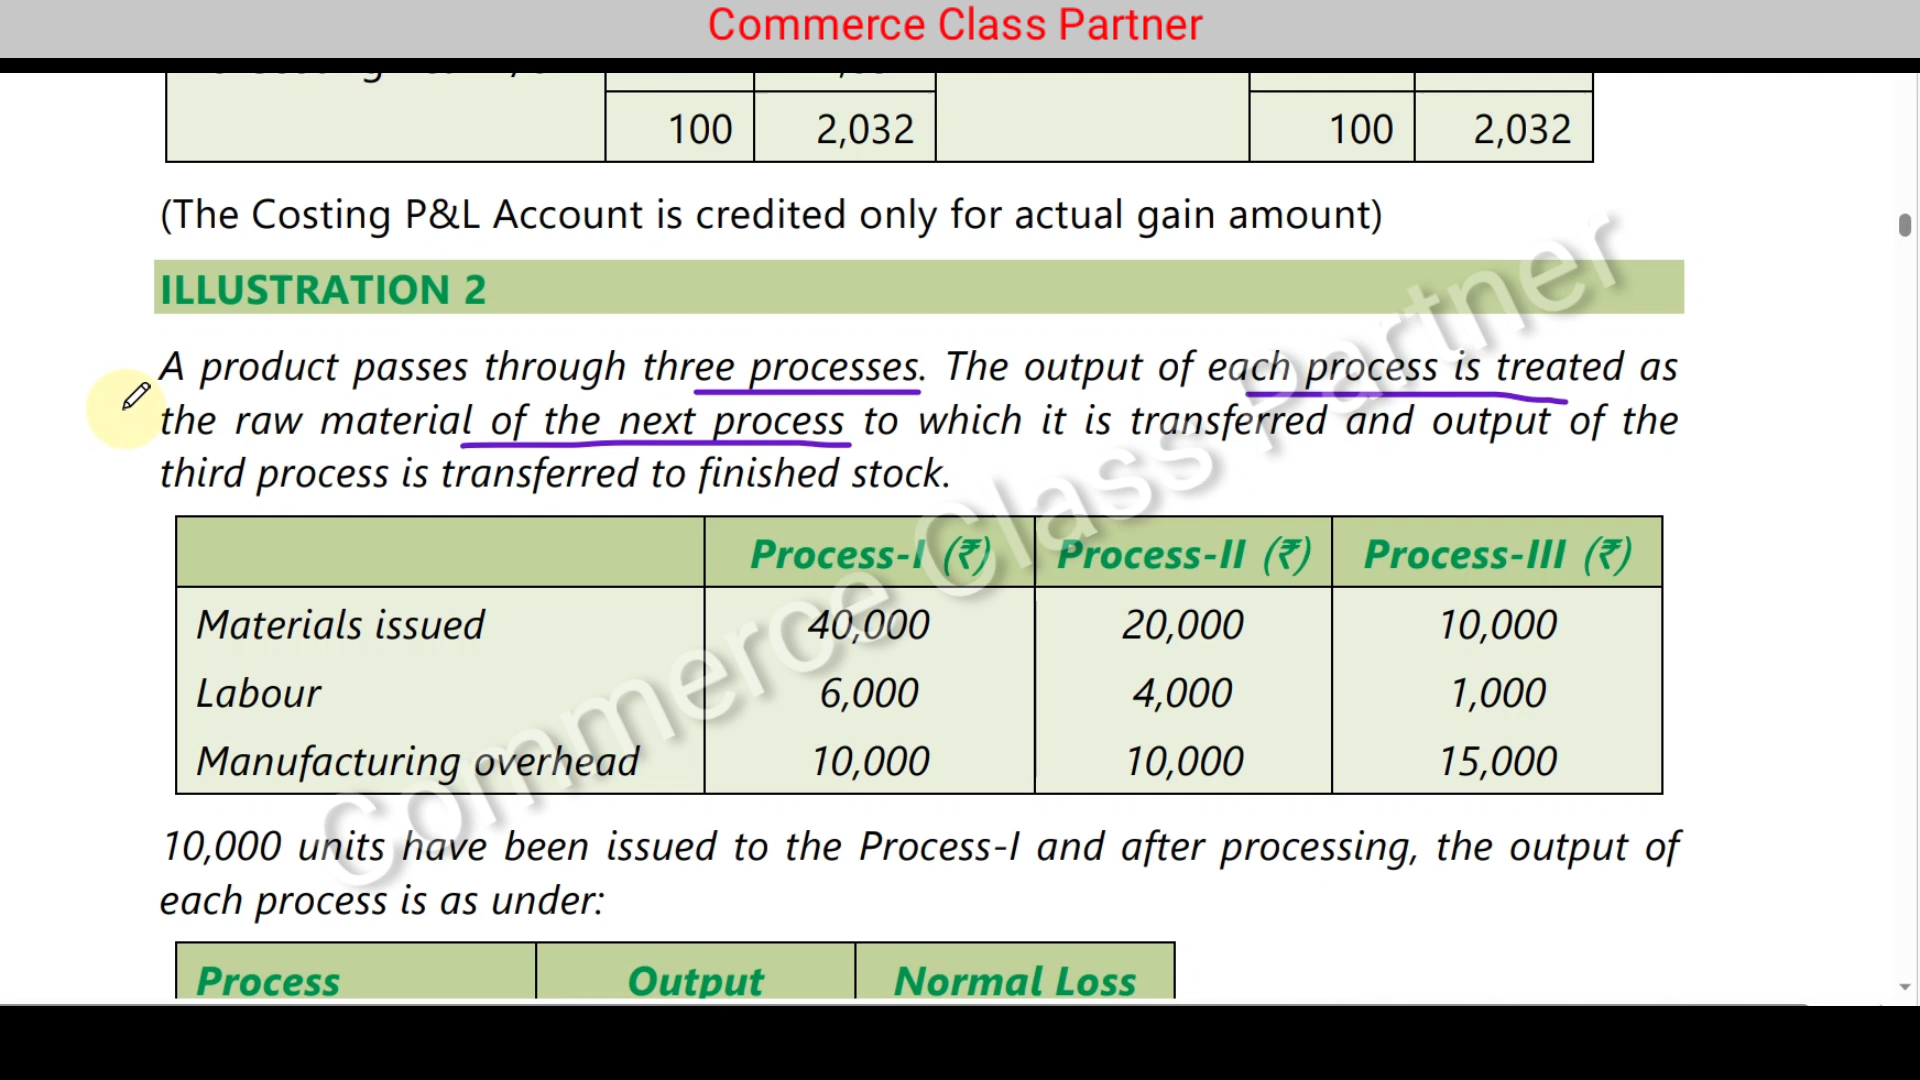 Commerce Class Partner
100 2,032 100 2,032
(The Costing P&L Account is credited only for actual gain amount)
ILLUSTRATION 2
A product passes through three processes. The output of each process is treated as
the raw material of the next process to which it is transferred and output of the
third process is transferred to finished stock.
Process-I (₹) Process-II (₹) Process-III (₹)
Materials issued 40,000 20,000 10,000
Labour 6,000 4,000 1,000
Manufacturing overhead 10,000 10,000 15,000
10,000 units have been issued to the Process-I and after processing, the output of
each process is as under:
Process Output Normal Loss
Commerce Class Partner